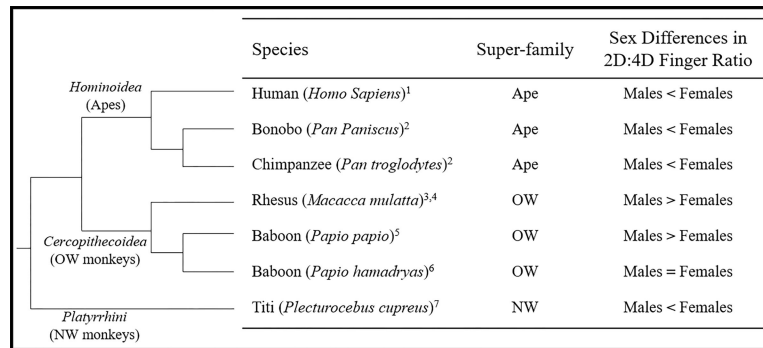 Species Super-family Sex Differences in
2D:4D Finger Ratio
Hominoidea
(Apes)
Human (Homo Sapiens)1 Ape Males < Females
Bonobo (Pan Paniscus)2 Ape Males < Females
Chimpanzee (Pan troglodytes)2 Ape Males < Females
Rhesus (Macacca mulatta)3,4 OW Males > Females
Cercopithecoidea
(OW monkeys)
Baboon (Papio papio)5 OW Males > Females
Baboon (Papio hamadryas)6 OW Males = Females
Platyrrhini
(NW monkeys)
Titi (Plecturocebus cupreus)7 NW Males < Females